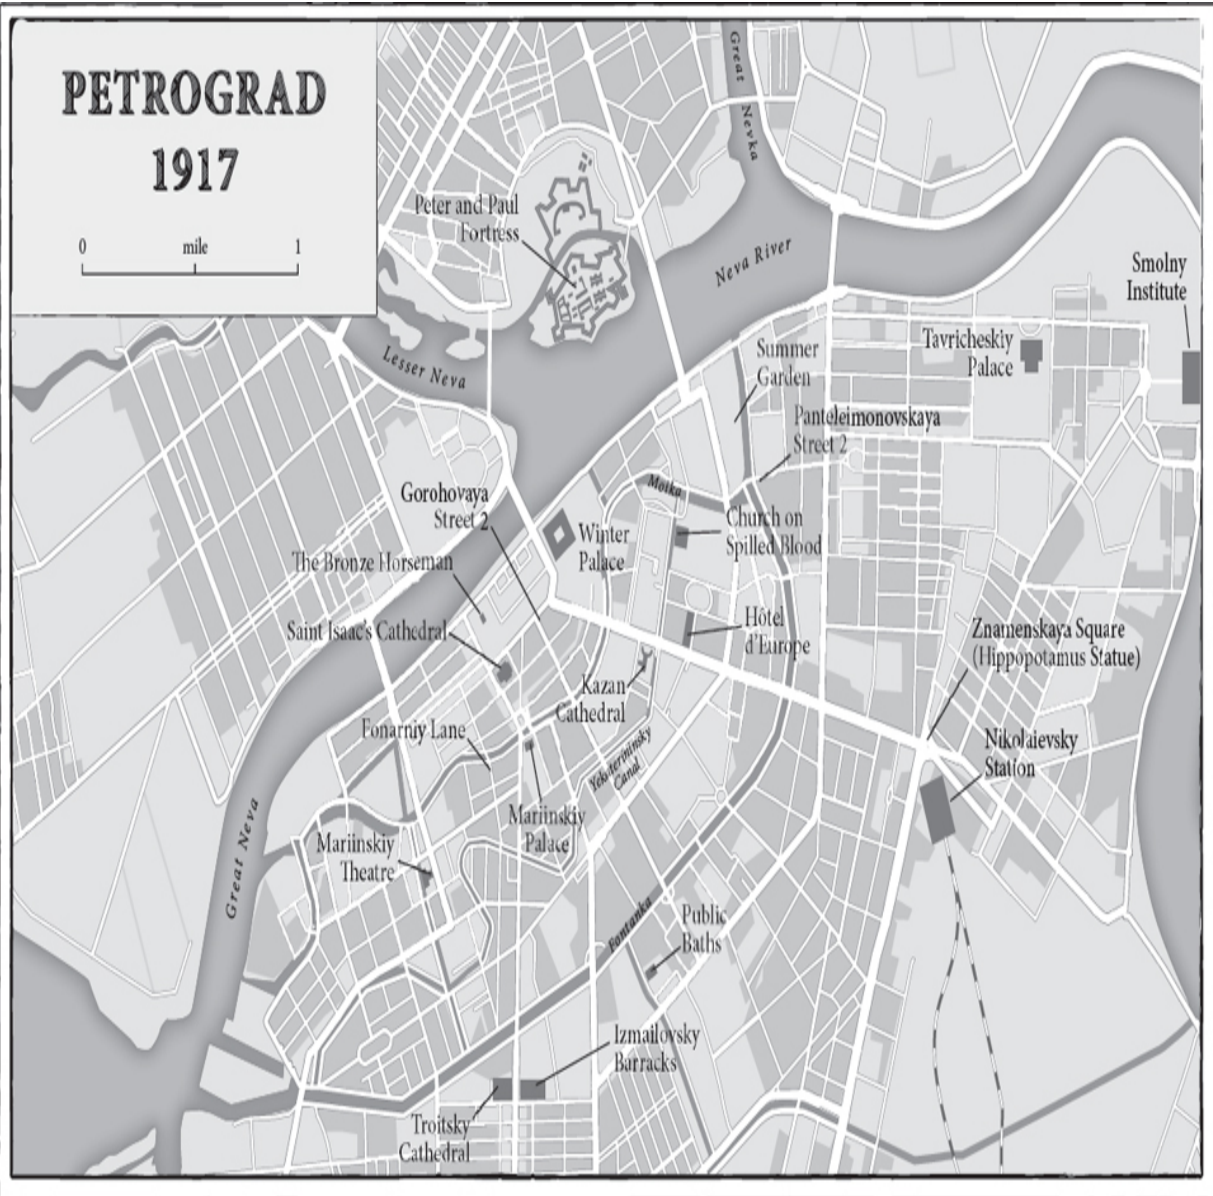 PETROGRAD
1917
0 mile 1
Great Nevka
Peter and Paul
Fortress
Neva River
Smolny
Institute
Lesser Neva
Summer
Garden
Tavricheskiy
Palace
Panteleimonovskaya
Street 2
Moika
Gorohovaya
Street 2
Church on
Spilled Blood
Winter
Palace
The Bronze Horseman
Saint Isaac's Cathedral
Hôtel
d'Europe
Znamenskaya Square
(Hippopotamus Statue)
Kazan
Cathedral
Fonarniy Lane
Nikolaievsky
Station
Yekaterininsky
Canal
Great Neva
Mariinskiy
Palace
Mariinskiy
Theatre
Fontanka
Public
Baths
Izmailovsky
Barracks
Troitsky
Cathedral